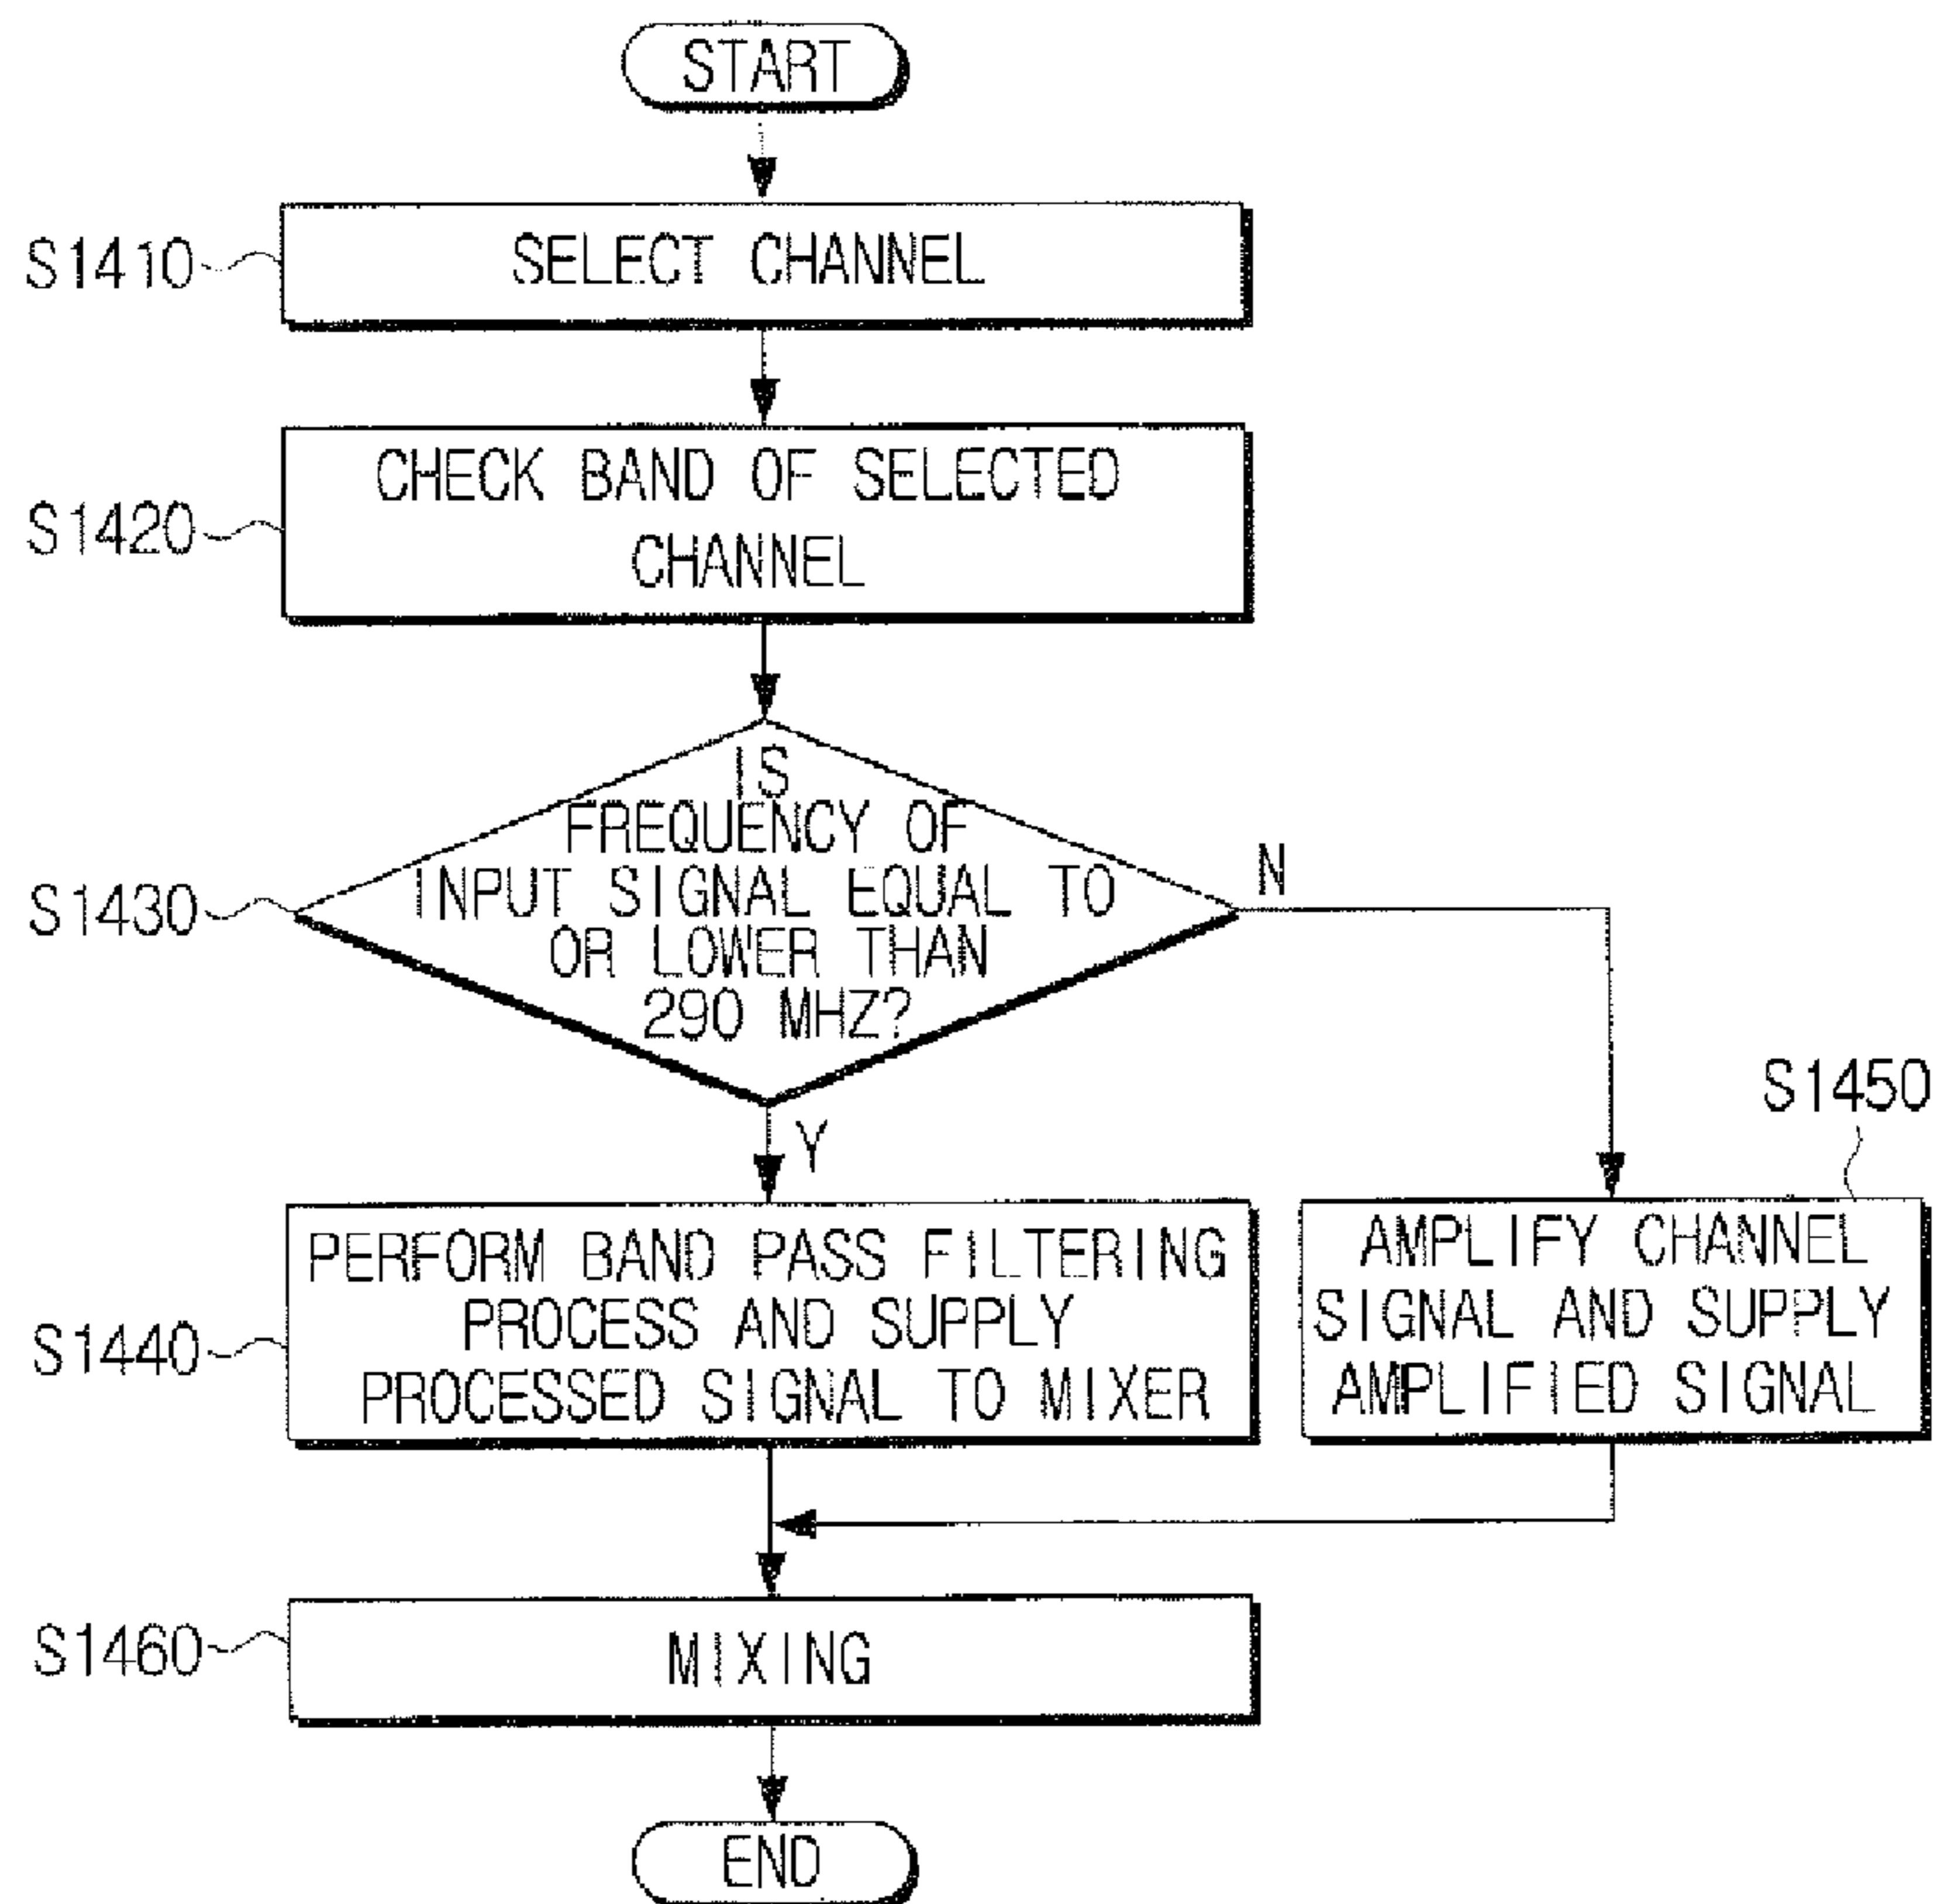 START
S1410
SELECT CHANNEL
S1420
CHECK BAND OF SELECTED
CHANNEL
S1430
IS
FREQUENCY OF
INPUT SIGNAL EQUAL TO
OR LOWER THAN
290 MHZ?
N
Y
S1440
PERFORM BAND PASS FILTERING
PROCESS AND SUPPLY
PROCESSED SIGNAL TO MIXER
S1450
AMPLIFY CHANNEL
SIGNAL AND SUPPLY
AMPLIFIED SIGNAL
S1460
MIXING
END